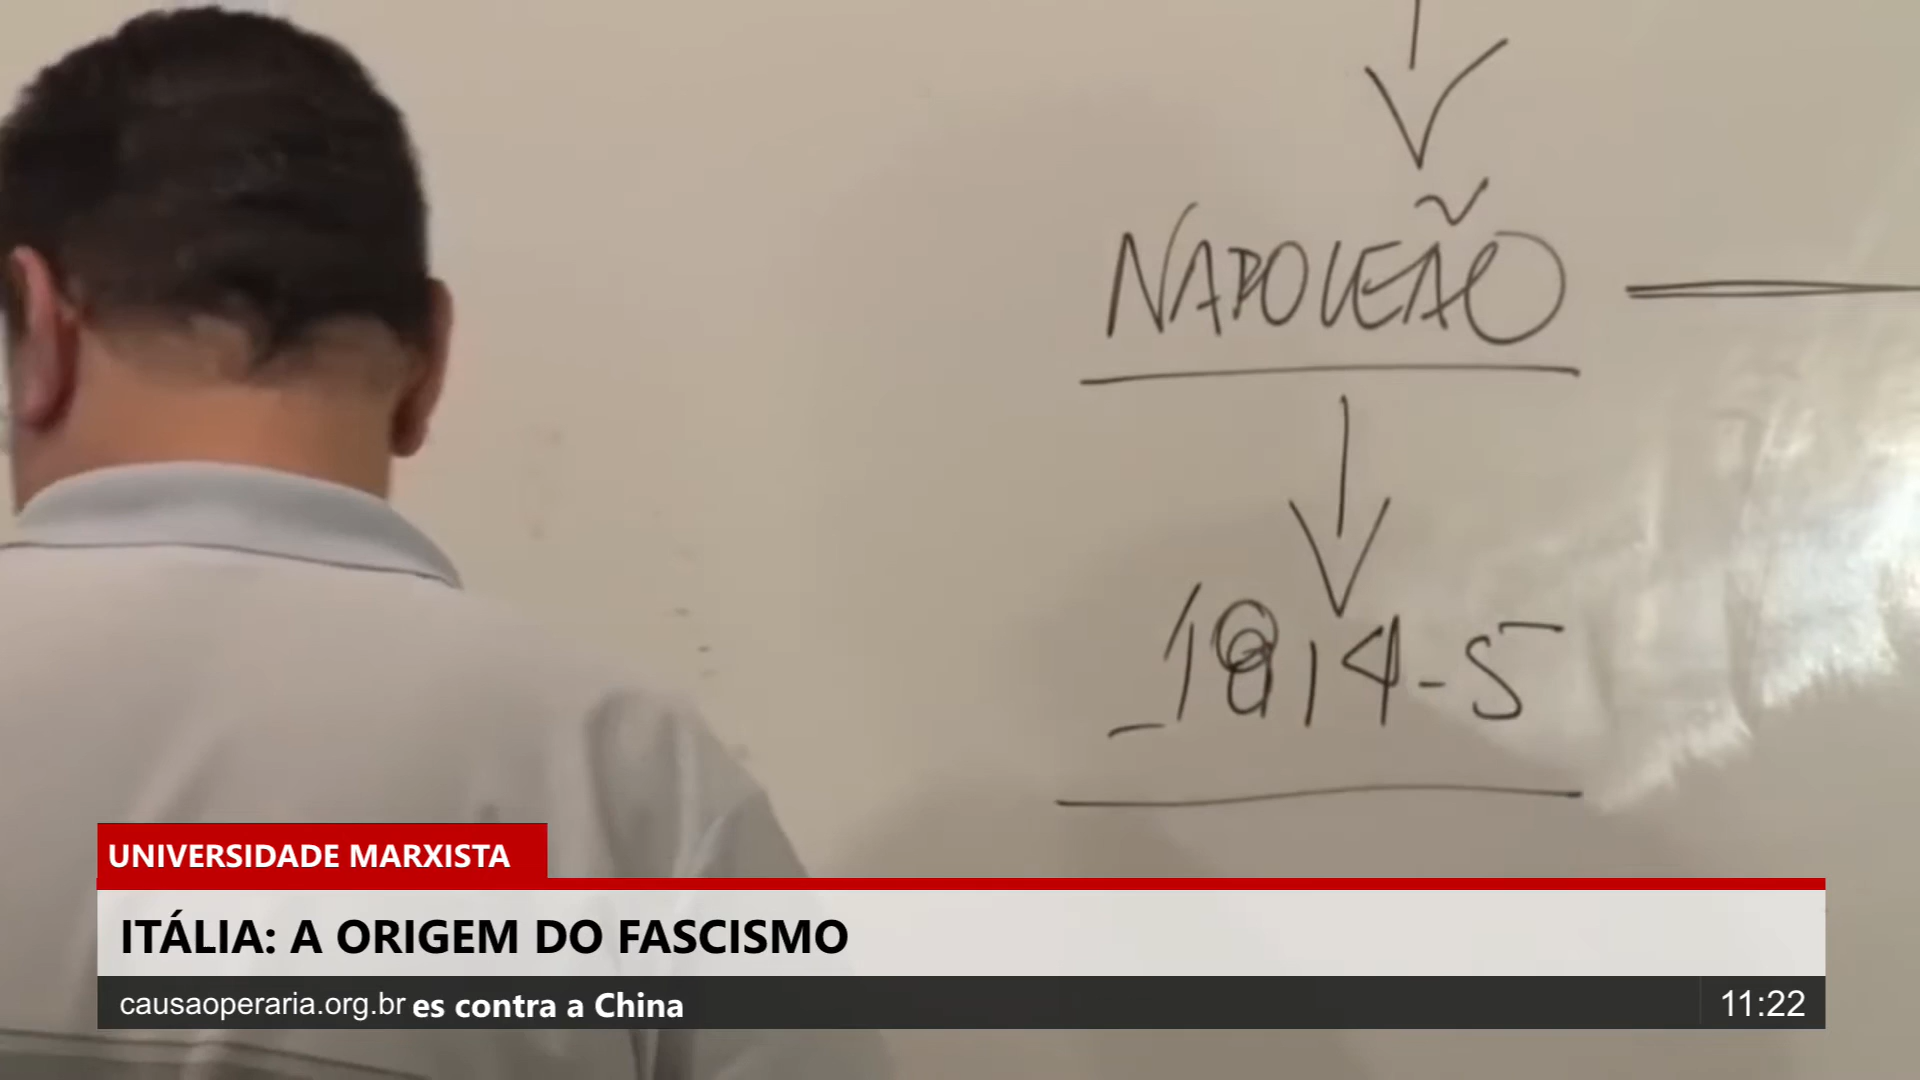 NAPOLEÃO
1814-5
UNIVERSIDADE MARXISTA
ITÁLIA: A ORIGEM DO FASCISMO
causaoperaria.org.br es contra a China 11:22